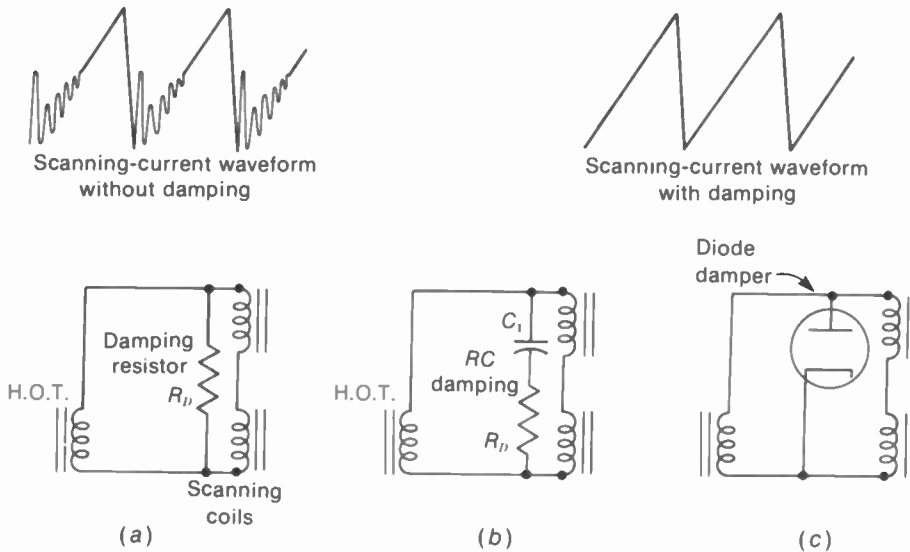 Scanning-current waveform
without damping
Scanning-current waveform
with damping
Damping
resistor
R_D
H.O.T.
Scanning
coils
(a)
C₁
RC
damping
R_D
H.O.T.
(b)
Diode
damper
(c)